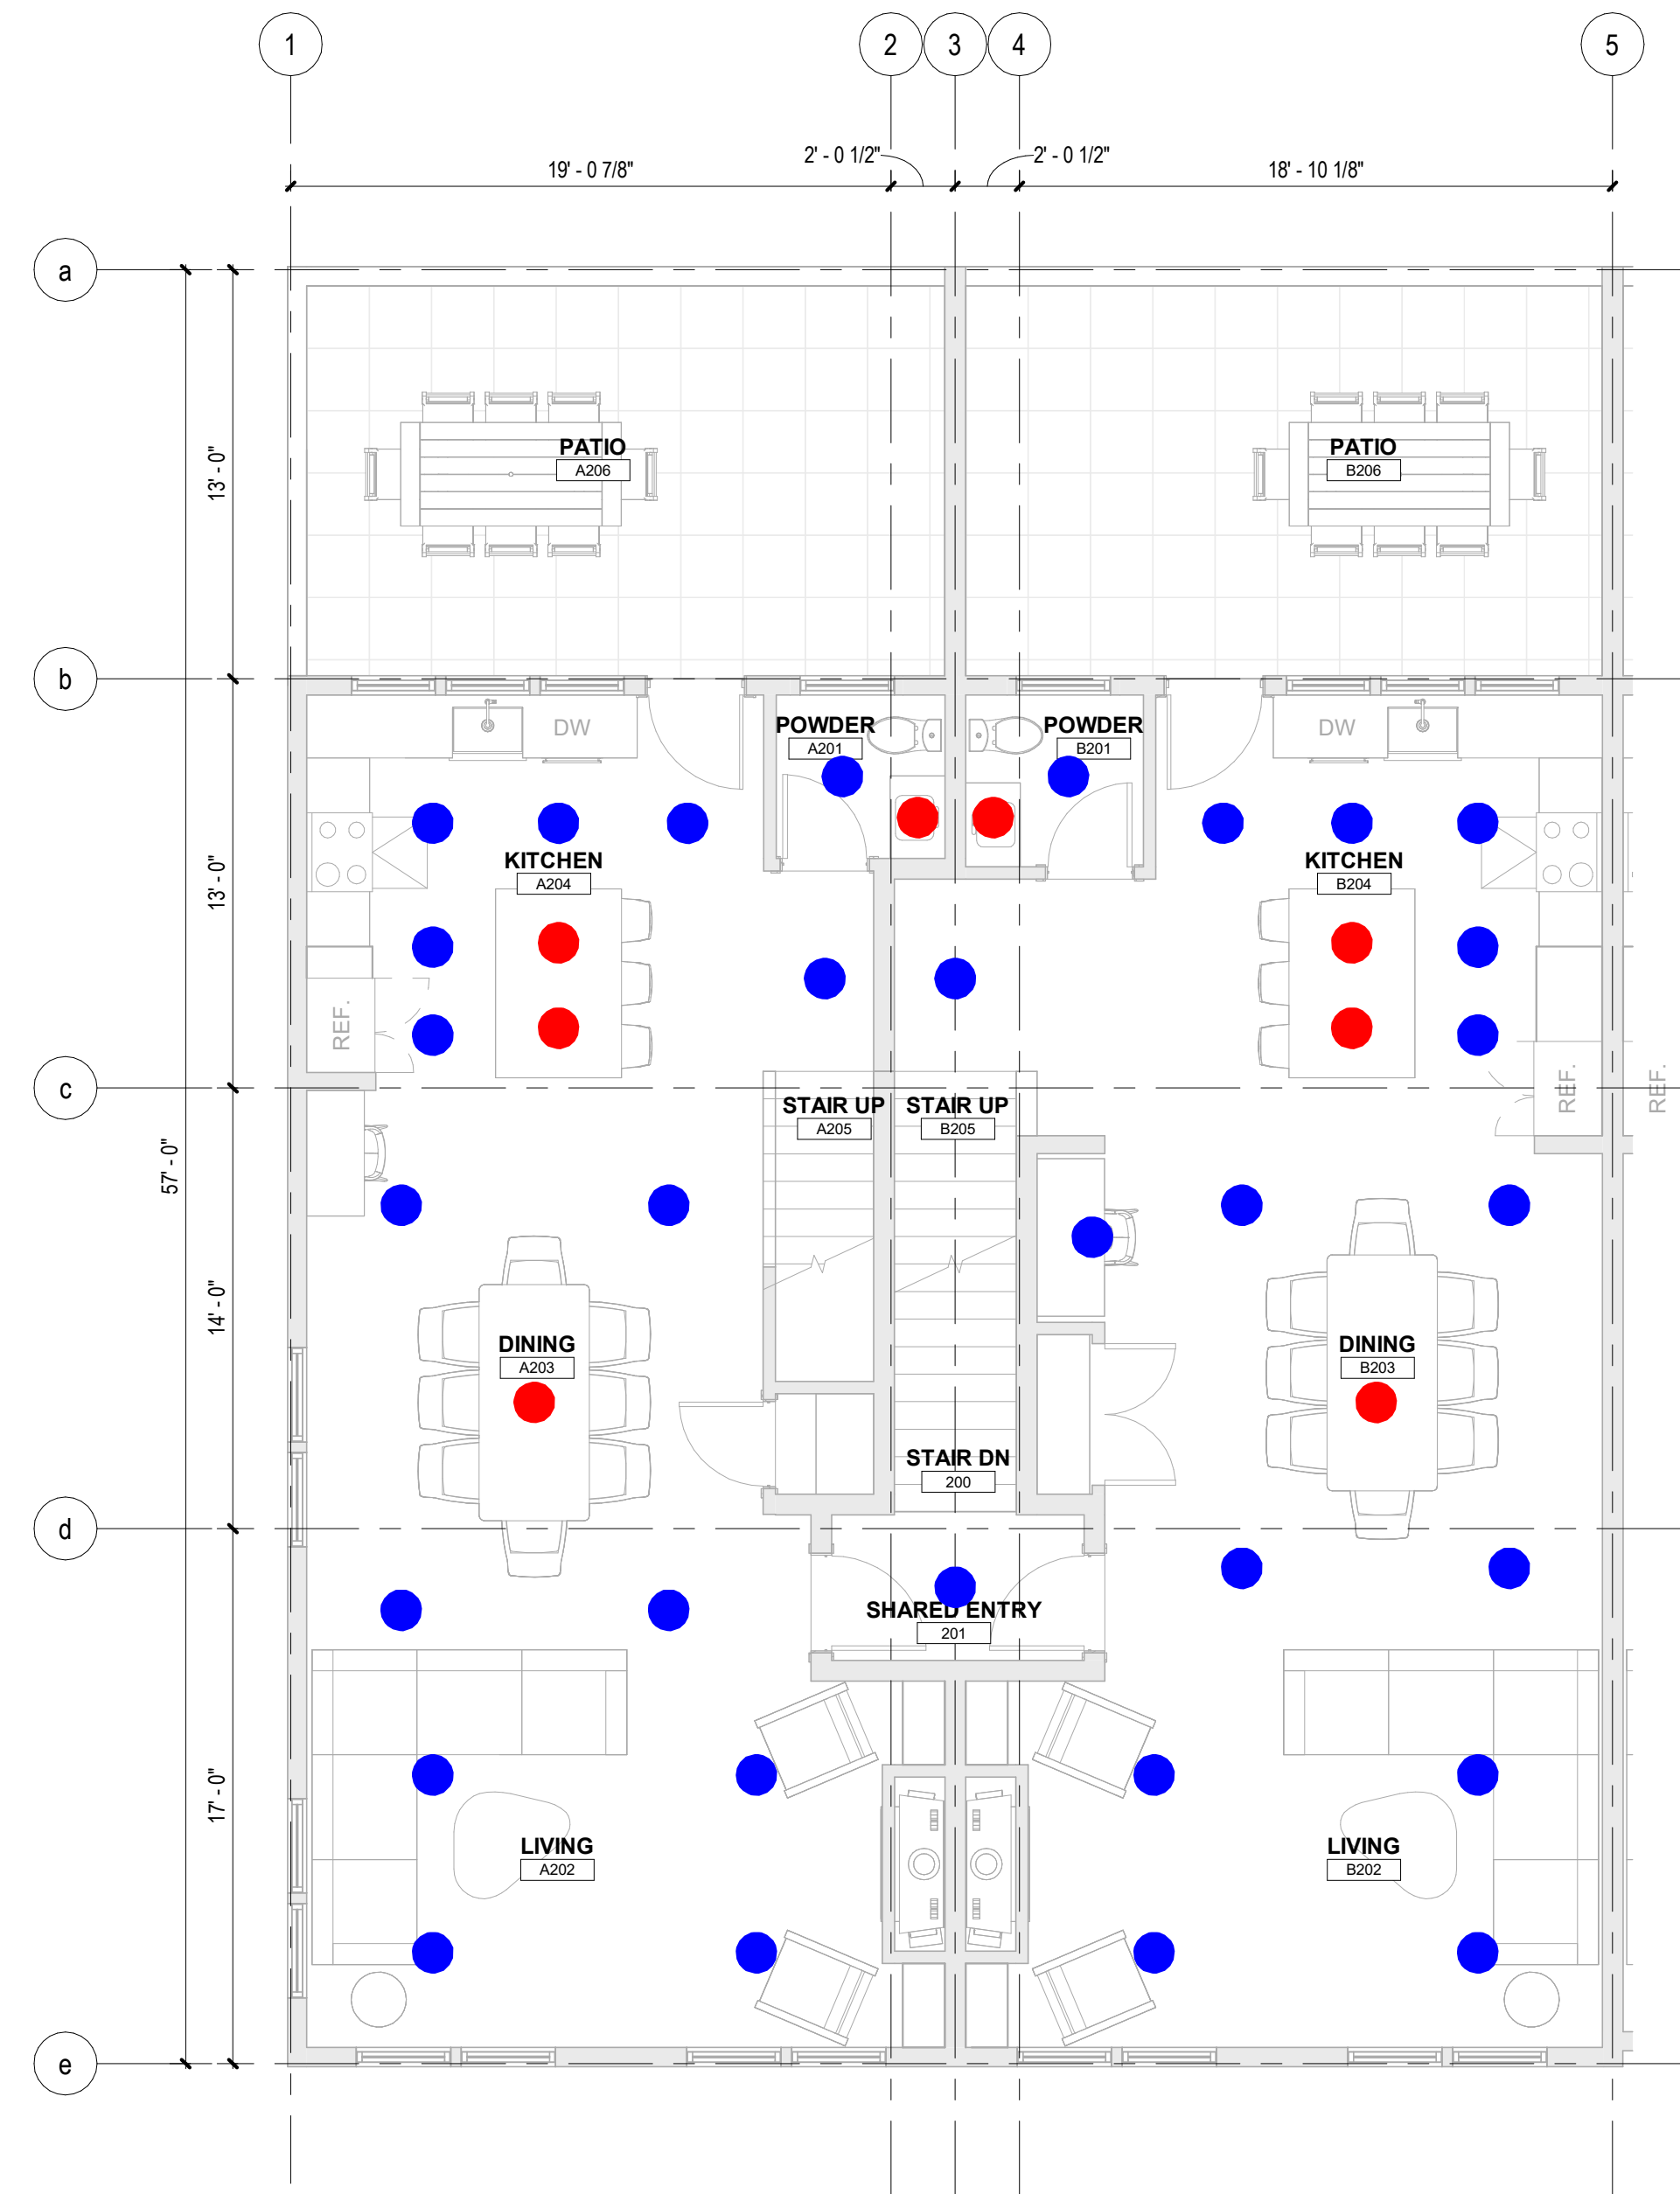 1
2
3
4
5
19' - 0 7/8"
2' - 0 1/2"
2' - 0 1/2"
18' - 10 1/8"
a
b
c
d
e
57' - 0"
13' - 0"
13' - 0"
14' - 0"
17' - 0"
PATIO
A206
PATIO
B206
DW
POWDER
A201
POWDER
B201
DW
KITCHEN
A204
KITCHEN
B204
REF.
REF.
REF.
STAIR UP
A205
STAIR UP
B205
DINING
A203
DINING
B203
STAIR DN
200
SHARED ENTRY
201
LIVING
A202
LIVING
B202